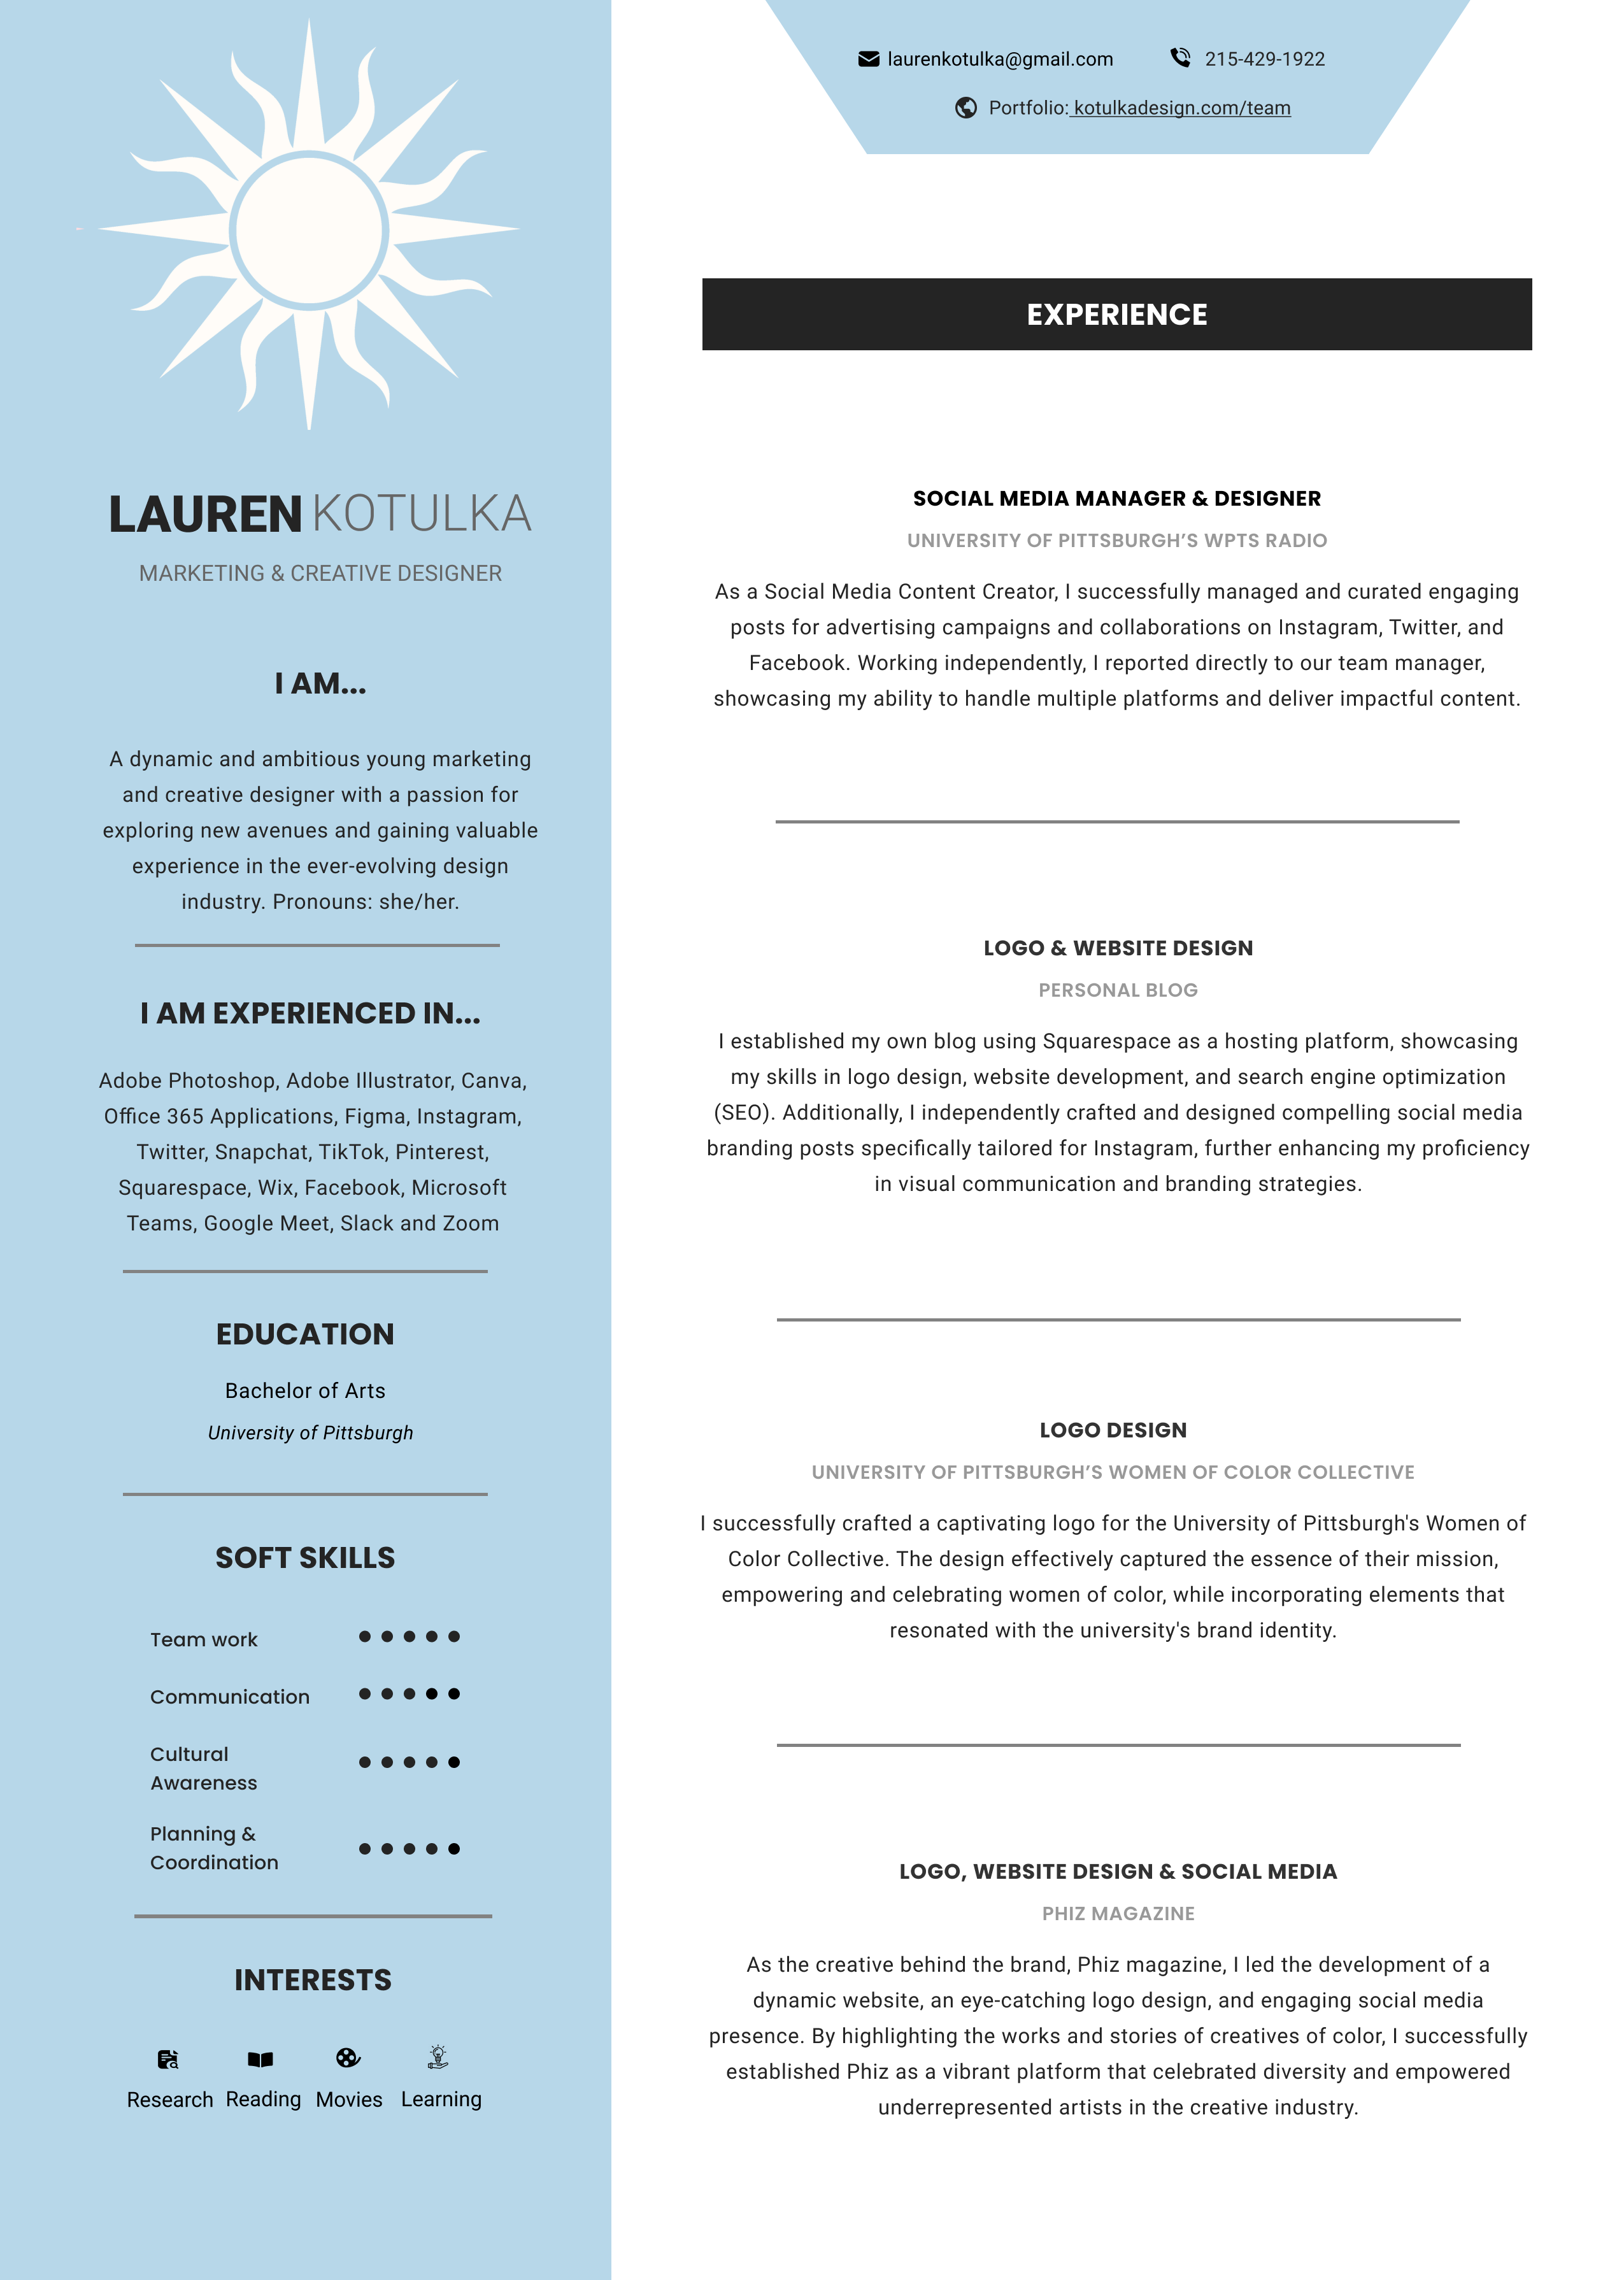 laurenkotulka@gmail.com
215-429-1922
Portfolio: kotulkadesign.com/team
LAUREN KOTULKA
MARKETING & CREATIVE DESIGNER
I AM...
A dynamic and ambitious young marketing
and creative designer with a passion for
exploring new avenues and gaining valuable
experience in the ever-evolving design
industry. Pronouns: she/her.
I AM EXPERIENCED IN...
Adobe Photoshop, Adobe Illustrator, Canva,
Office 365 Applications, Figma, Instagram,
Twitter, Snapchat, TikTok, Pinterest,
Squarespace, Wix, Facebook, Microsoft
Teams, Google Meet, Slack and Zoom
EDUCATION
Bachelor of Arts
University of Pittsburgh
SOFT SKILLS
Team work
Communication
Cultural
Awareness
Planning &
Coordination
INTERESTS
Research Reading Movies Learning
EXPERIENCE
SOCIAL MEDIA MANAGER & DESIGNER
UNIVERSITY OF PITTSBURGH’S WPTS RADIO
As a Social Media Content Creator, I successfully managed and curated engaging
posts for advertising campaigns and collaborations on Instagram, Twitter, and
Facebook. Working independently, I reported directly to our team manager,
showcasing my ability to handle multiple platforms and deliver impactful content.
LOGO & WEBSITE DESIGN
PERSONAL BLOG
I established my own blog using Squarespace as a hosting platform, showcasing
my skills in logo design, website development, and search engine optimization
(SEO). Additionally, I independently crafted and designed compelling social media
branding posts specifically tailored for Instagram, further enhancing my proficiency
in visual communication and branding strategies.
LOGO DESIGN
UNIVERSITY OF PITTSBURGH’S WOMEN OF COLOR COLLECTIVE
I successfully crafted a captivating logo for the University of Pittsburgh's Women of
Color Collective. The design effectively captured the essence of their mission,
empowering and celebrating women of color, while incorporating elements that
resonated with the university's brand identity.
LOGO, WEBSITE DESIGN & SOCIAL MEDIA
PHIZ MAGAZINE
As the creative behind the brand, Phiz magazine, I led the development of a
dynamic website, an eye-catching logo design, and engaging social media
presence. By highlighting the works and stories of creatives of color, I successfully
established Phiz as a vibrant platform that celebrated diversity and empowered
underrepresented artists in the creative industry.